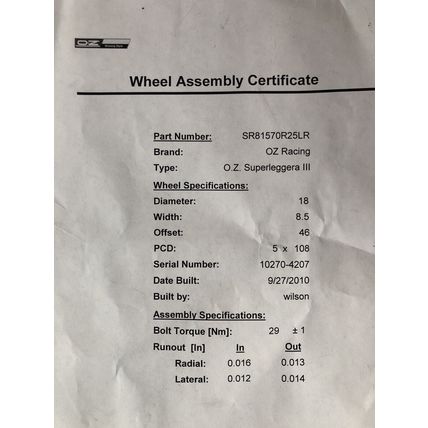 OZ
Wheel Assembly Certificate
Part Number: SR81570R25LR
Brand: OZ Racing
Type: O.Z. Superleggera III
Wheel Specifications:
Diameter: 18
Width: 8.5
Offset: 46
PCD: 5 x 108
Serial Number: 10270-4207
Date Built: 9/27/2010
Built by: wilson
Assembly Specifications:
Bolt Torque [Nm]: 29 ± 1
Runout [In] In Out
Radial: 0.016 0.013
Lateral: 0.012 0.014